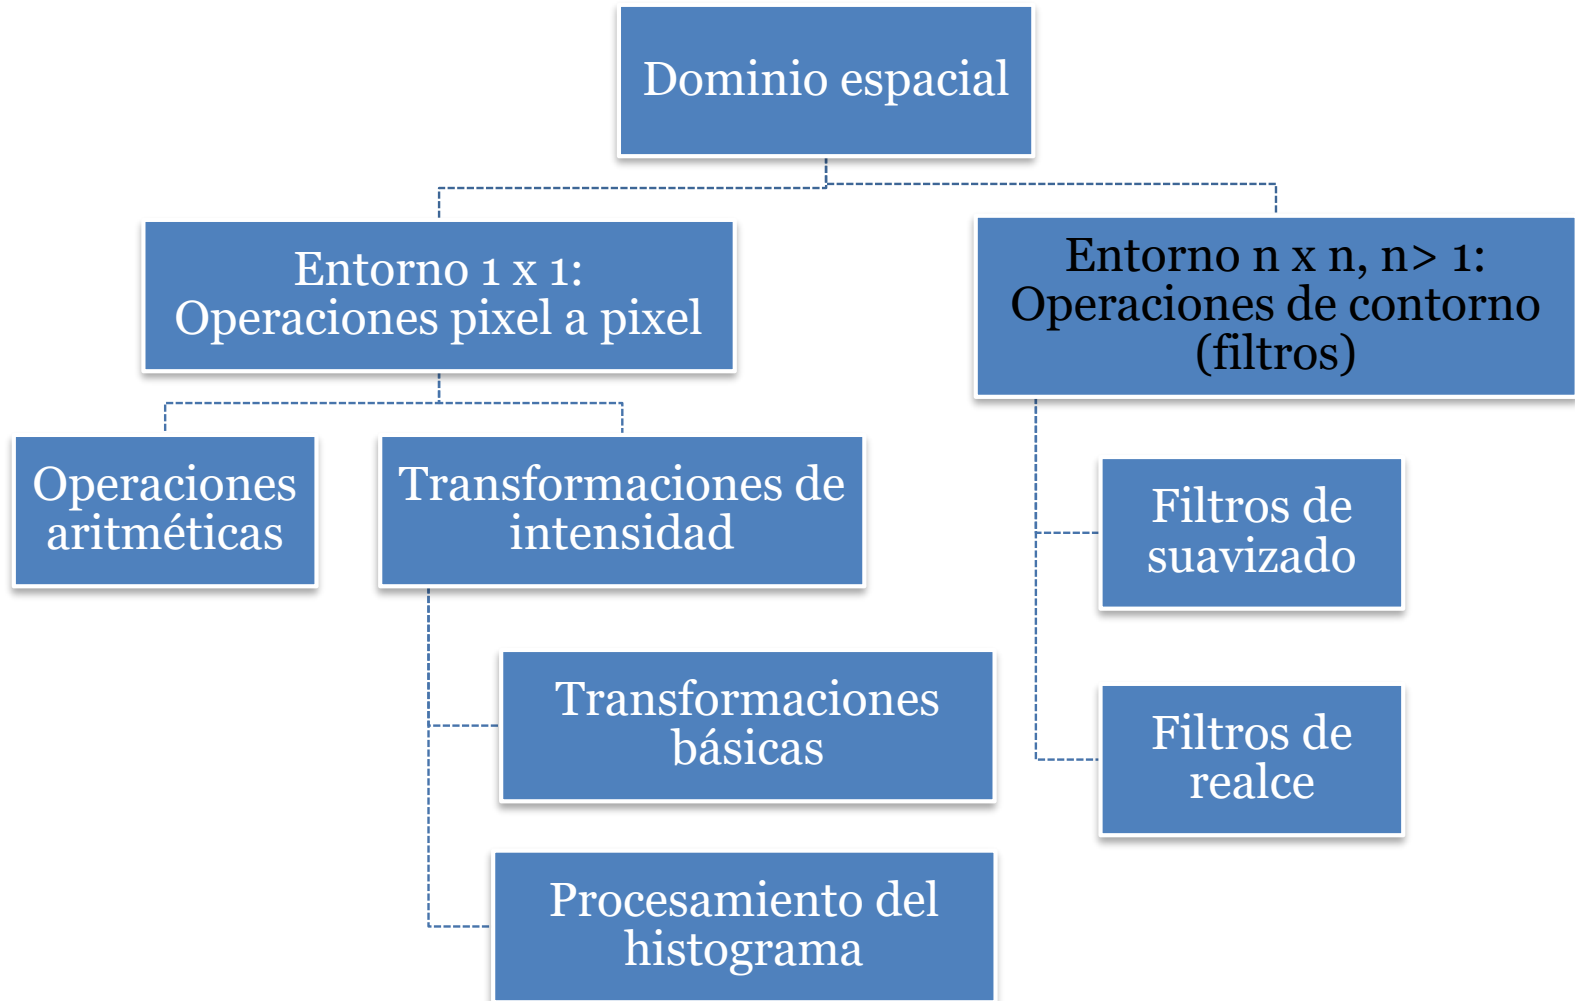 Dominio espacial
Entorno 1 x 1:
Operaciones pixel a pixel
Entorno n x n, n> 1:
Operaciones de contorno
(filtros)
Operaciones
aritméticas
Transformaciones de
intensidad
Filtros de
suavizado
Transformaciones
básicas
Filtros de
realce
Procesamiento del
histograma